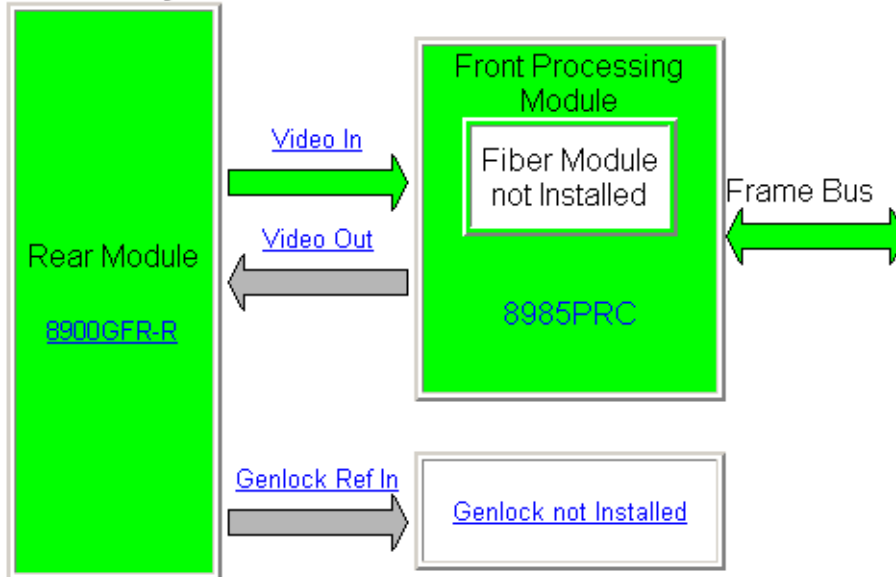 Front Processing
Module
Video In
Fiber Module
not Installed
Frame Bus
Video Out
Rear Module
8985PRC
8900GFR-R
Genlock Ref In
Genlock not Installed